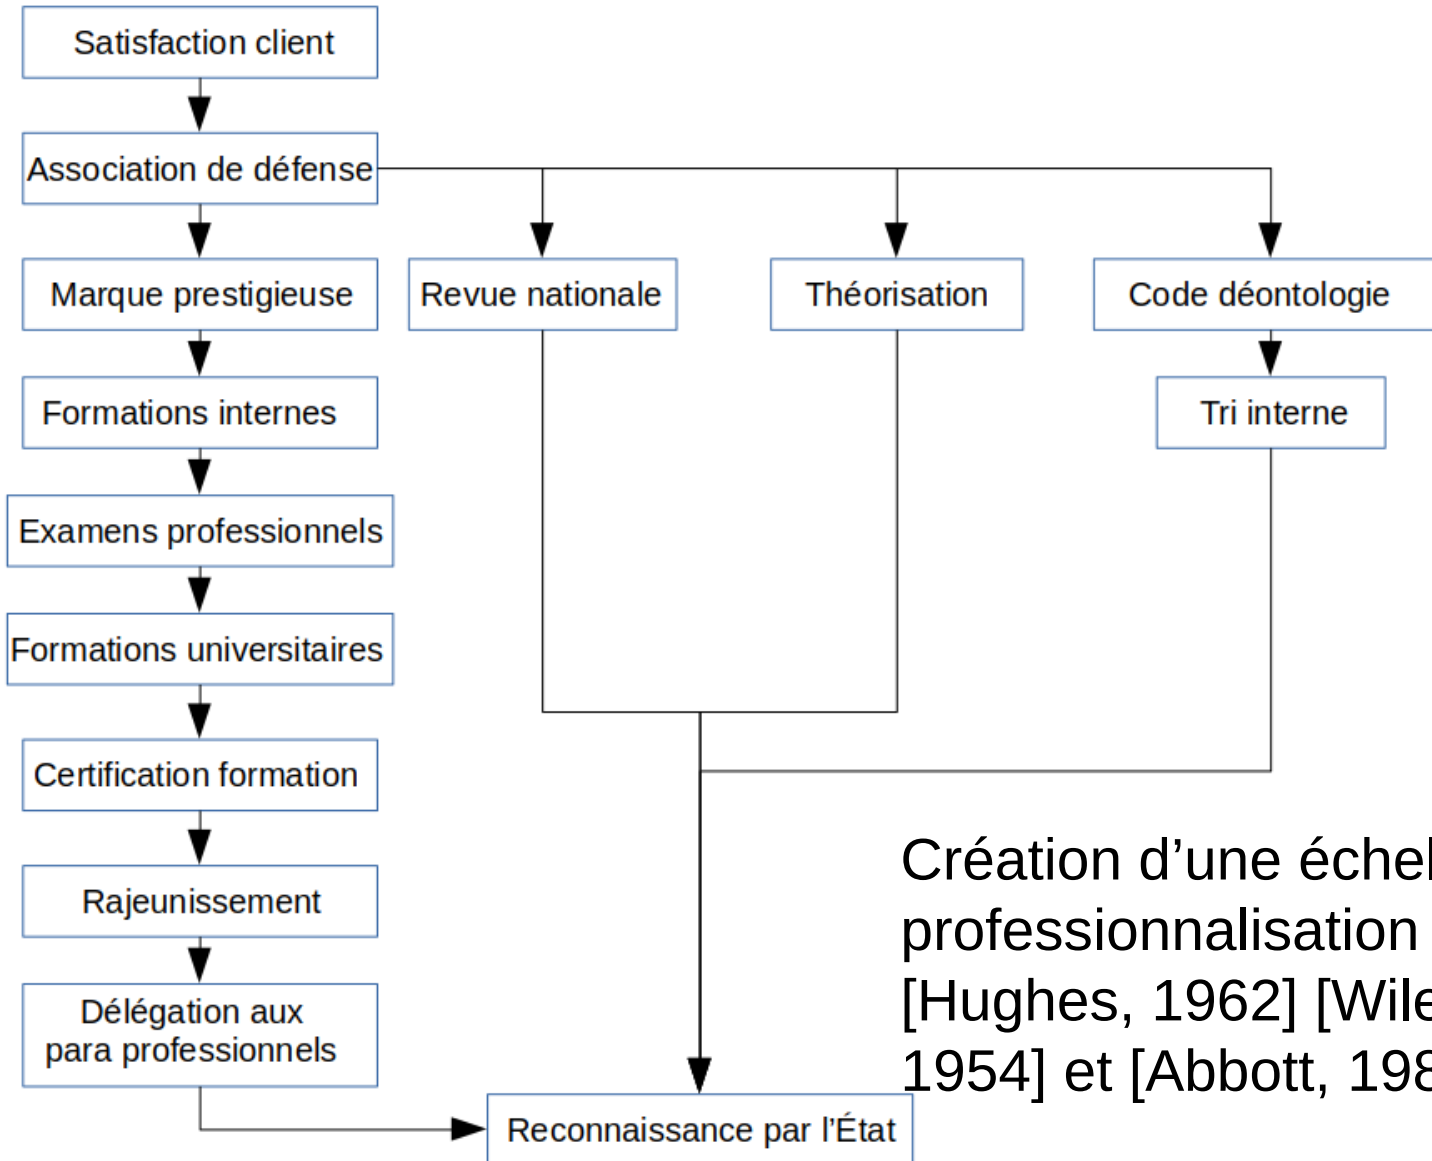 Satisfaction client
Association de défense
Marque prestigieuse
Revue nationale
Théorisation
Code déontologie
Formations internes
Tri interne
Examens professionnels
Formations universitaires
Certification formation
Rajeunissement
Délégation aux
para professionnels
Reconnaissance par l'État
Création d’une
professionnalisation
[Hughes, 1962]
1954] et [Abbott,